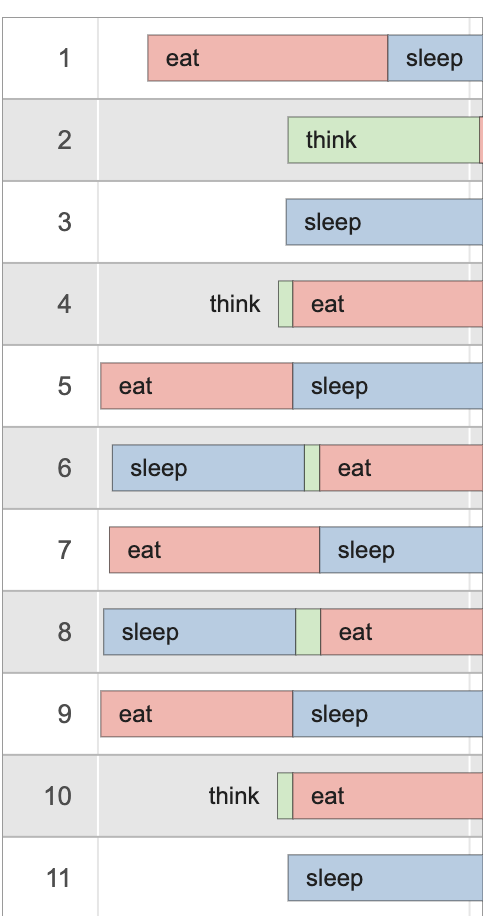 1 eat sleep
2 think
3 sleep
4 think eat
5 eat sleep
6 sleep eat
7 eat sleep
8 sleep eat
9 eat sleep
10 think eat
11 sleep